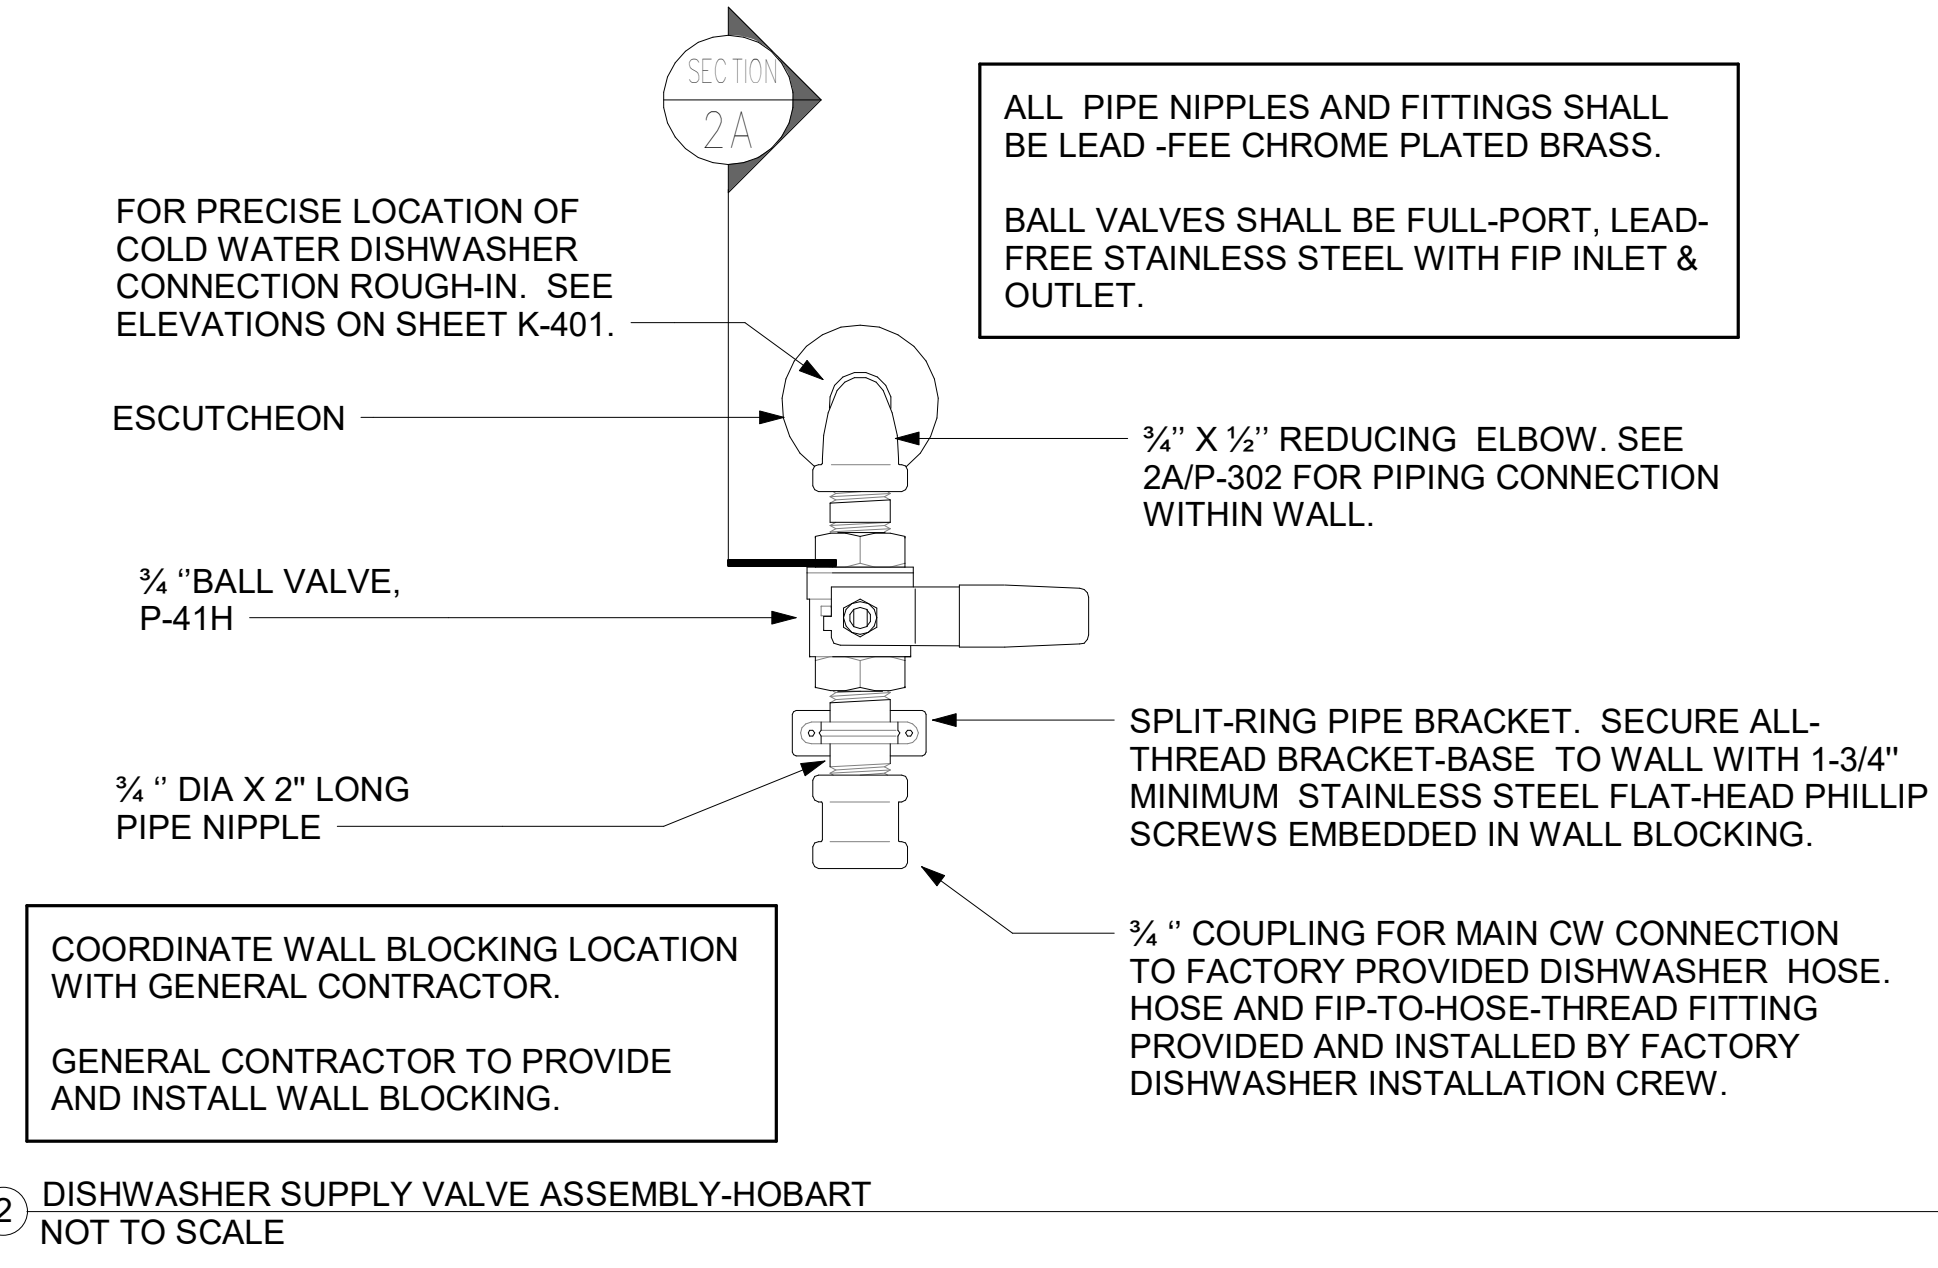 SECTION
2A
ALL PIPE NIPPLES AND FITTINGS SHALL
BE LEAD -FEE CHROME PLATED BRASS.
BALL VALVES SHALL BE FULL-PORT, LEAD-
FREE STAINLESS STEEL WITH FIP INLET &
OUTLET.
FOR PRECISE LOCATION OF
COLD WATER DISHWASHER
CONNECTION ROUGH-IN. SEE
ELEVATIONS ON SHEET K-401.
ESCUTCHEON
¾’’ X ½’’ REDUCING ELBOW. SEE
2A/P-302 FOR PIPING CONNECTION
WITHIN WALL.
¾ ‘’BALL VALVE,
P-41H
SPLIT-RING PIPE BRACKET. SECURE ALL-
THREAD BRACKET-BASE TO WALL WITH 1-3/4"
MINIMUM STAINLESS STEEL FLAT-HEAD PHILLIP
SCREWS EMBEDDED IN WALL BLOCKING.
¾ ‘’ DIA X 2" LONG
PIPE NIPPLE
¾ ‘’ COUPLING FOR MAIN CW CONNECTION
TO FACTORY PROVIDED DISHWASHER HOSE.
HOSE AND FIP-TO-HOSE-THREAD FITTING
PROVIDED AND INSTALLED BY FACTORY
DISHWASHER INSTALLATION CREW.
COORDINATE WALL BLOCKING LOCATION
WITH GENERAL CONTRACTOR.
GENERAL CONTRACTOR TO PROVIDE
AND INSTALL WALL BLOCKING.
2 DISHWASHER SUPPLY VALVE ASSEMBLY-HOBART
NOT TO SCALE